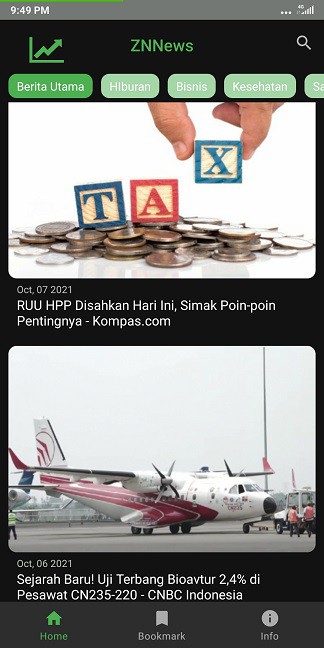 9:49 PM
4G
ZNNews
Berita Utama
Hiburan
Bisnis
Kesehatan
Sa
T A X
Oct, 07 2021
RUU HPP Disahkan Hari Ini, Simak Poin-poin
Pentingnya - Kompas.com
Oct, 06 2021
Sejarah Baru! Uji Terbang Bioavtur 2,4% di
Pesawat CN235-220 - CNBC Indonesia
Home
Bookmark
Info